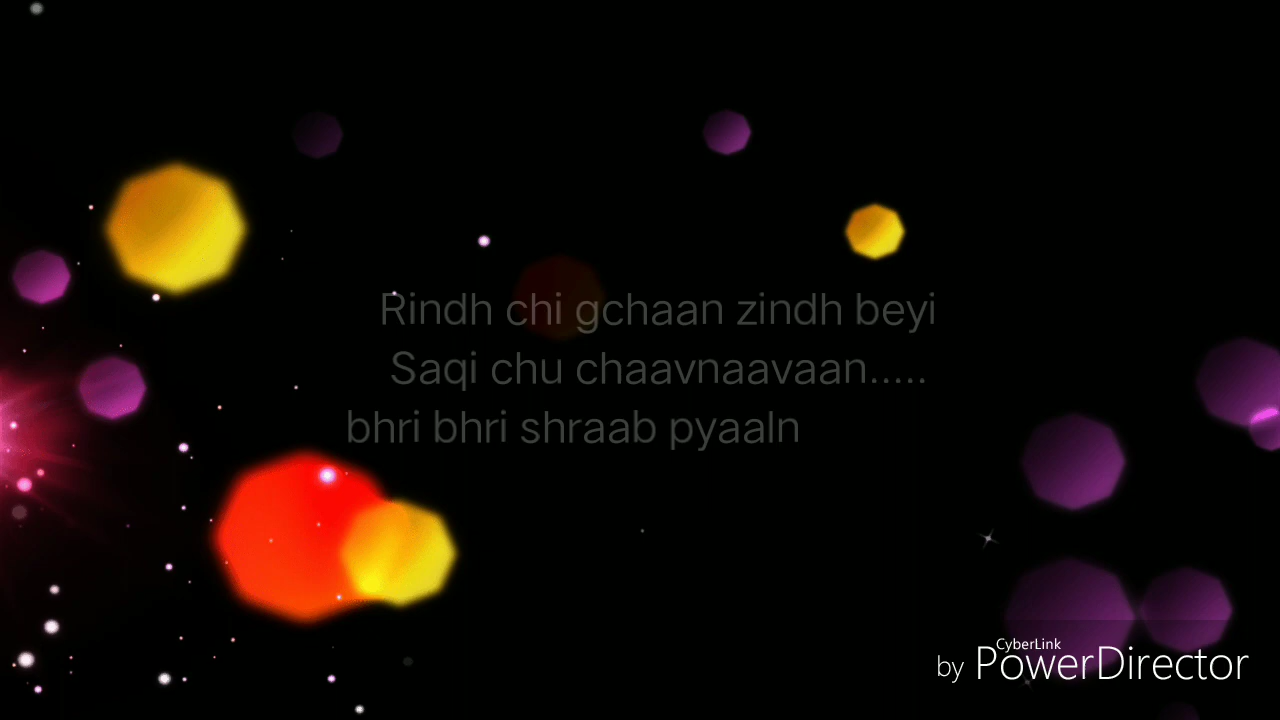 Rindh chi gchaan zindh beyi
Saqi chu chaavnaavaan.....
bhri bhri shraab pyaaln
CyberLink
by PowerDirector